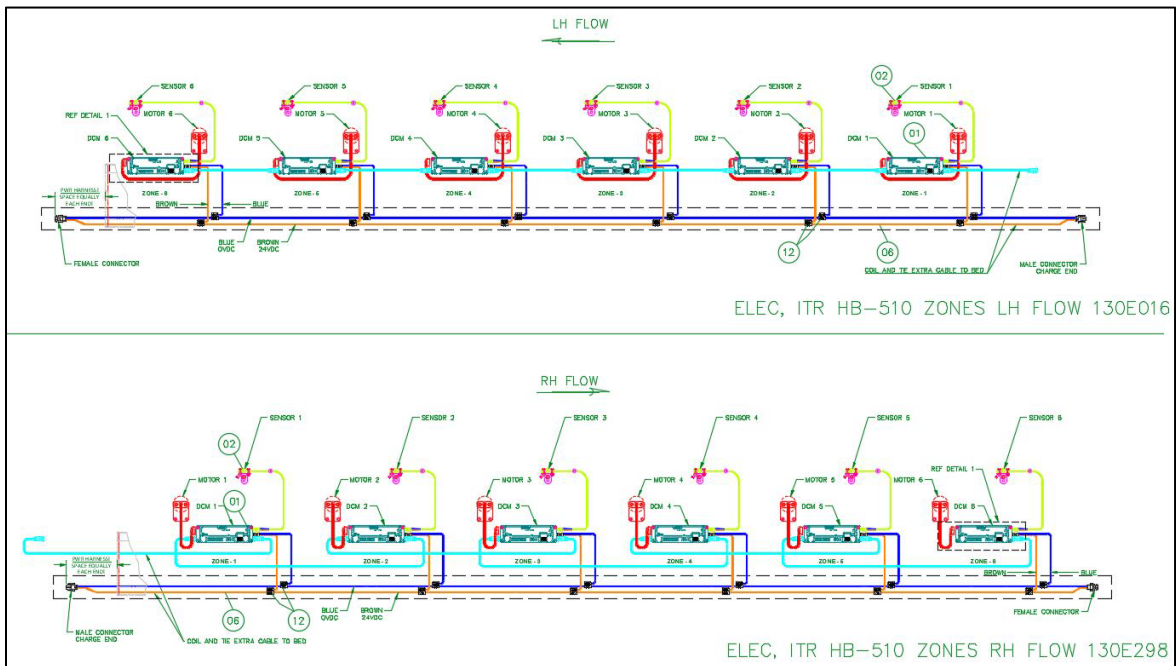 LH FLOW
SENSOR 6
SENSOR 5
SENSOR 4
SENSOR 3
SENSOR 2
02
SENSOR 1
REF DETAIL 1
MOTOR 6
MOTOR 5
MOTOR 4
MOTOR 3
MOTOR 2
MOTOR 1
01
DCM 6
DCM 5
DCM 4
DCM 3
DCM 2
DCM 1
PWR HARNESS
SPACE EQUALLY
EACH ENDS
ZONE-6
ZONE-5
ZONE-4
ZONE-3
ZONE-2
ZONE-1
BROWN
BLUE
FEMALE CONNECTOR
BLUE
0VDC
BROWN
24VDC
12
06
COIL AND TIE EXTRA CABLE TO BED
MALE CONNECTOR
CHARGE END
ELEC, ITR HB-510 ZONES LH FLOW 130E016
RH FLOW
SENSOR 1
SENSOR 2
SENSOR 3
SENSOR 4
SENSOR 5
SENSOR 6
02
REF DETAIL 1
MOTOR 1
MOTOR 2
MOTOR 3
MOTOR 4
MOTOR 5
MOTOR 6
01
DCM 1
DCM 2
DCM 3
DCM 4
DCM 5
DCM 6
PWR HARNESS
SPACE EQUALLY
EACH ENDS
ZONE-1
ZONE-2
ZONE-3
ZONE-4
ZONE-5
ZONE-6
BROWN
BLUE
MALE CONNECTOR
CHARGE END
06
12
COIL AND TIE EXTRA CABLE TO BED
BLUE
0VDC
BROWN
24VDC
FEMALE CONNECTOR
ELEC, ITR HB-510 ZONES RH FLOW 130E298